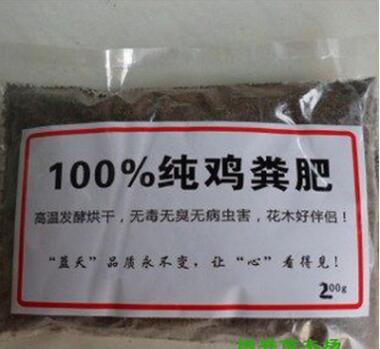 100%纯鸡粪肥
高温发酵烘干，无毒无臭无病虫害，花木好伴侣！
“蓝天”品质永不变，让“心”看得见！
200g